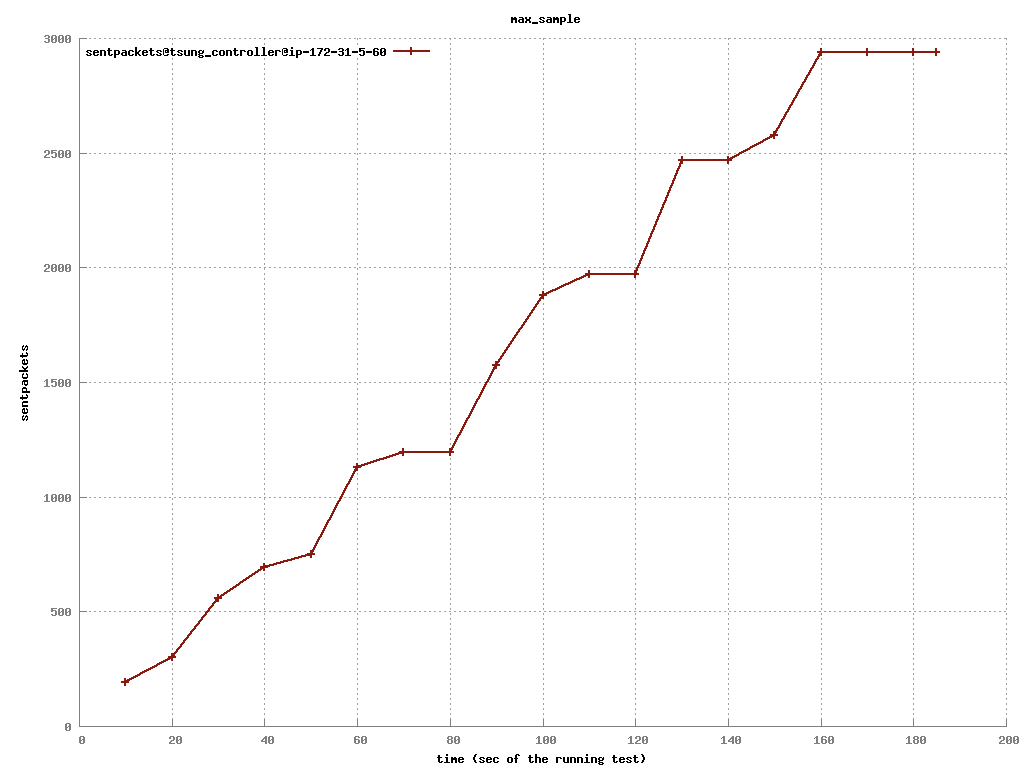 max_sample
sentpackets@tsung_controller@ip-172-31-5-60
3000
2500
2000
1500
1000
500
0
sentpackets
0 20 40 60 80 100 120 140 160 180 200
time (sec of the running test)